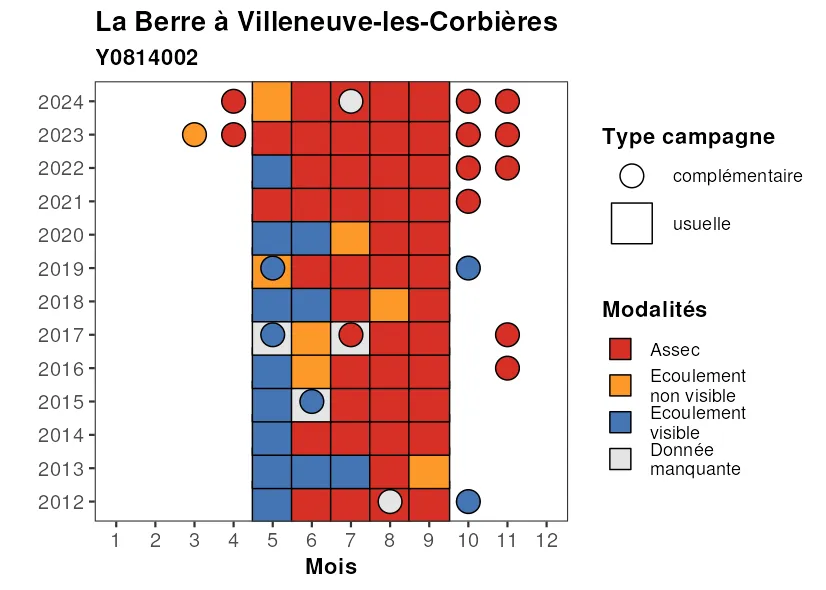 La Berre à Villeneuve-les-Corbières
Y0814002
2024
2023
2022
2021
2020
2019
2018
2017
2016
2015
2014
2013
2012
1 2 3 4 5 6 7 8 9 10 11 12
Mois
Type campagne
complémentaire
usuelle
Modalités
Assec
Ecoulement
non visible
Ecoulement
visible
Donnée
manquante